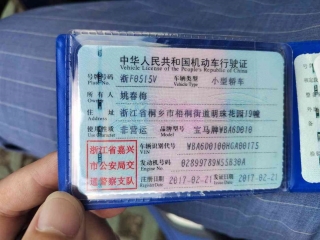 中华人民共和国机动车行驶证
Vehicle License of the People's Republic of China
号牌号码 浙F0S15V 车辆类型 小型轿车
Plate No. Vehicle Type
所有人 姚春梅
Owner
住址 浙江省桐乡市梧桐街道菊珠花园19幢
Address
使用性质 非营运 品牌型号 宝马牌WBA6D010
Use Character Model
浙江省嘉兴
市公安局交
通警察支队
车辆识别代号
VIN
发动机号码 02899789N55B30A
Engine No.
注册日期 2017-02-21 发证日期 2017-02-21
Register Date Issue Date